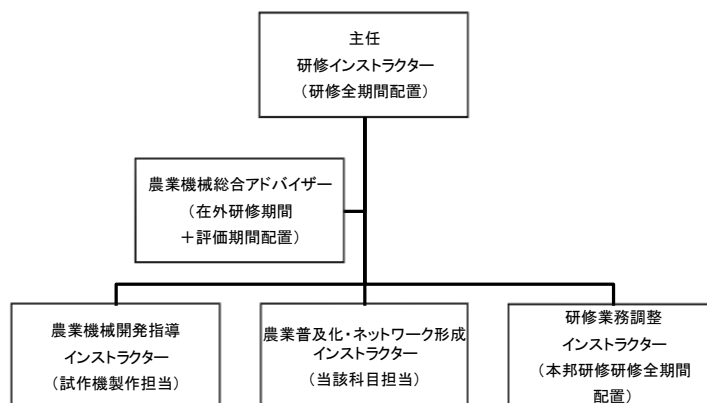 主任
研修インストラクター
（研修全期間配置）
農業機械総合アドバイザー
（在外研修期間
＋評価期間配置）
農業機械開発指導
インストラクター
（試作機製作担当）
農業普及化・ネットワーク形成
インストラクター
（当該科目担当）
研修業務調整
インストラクター
（本邦研修研修全期間
配置）